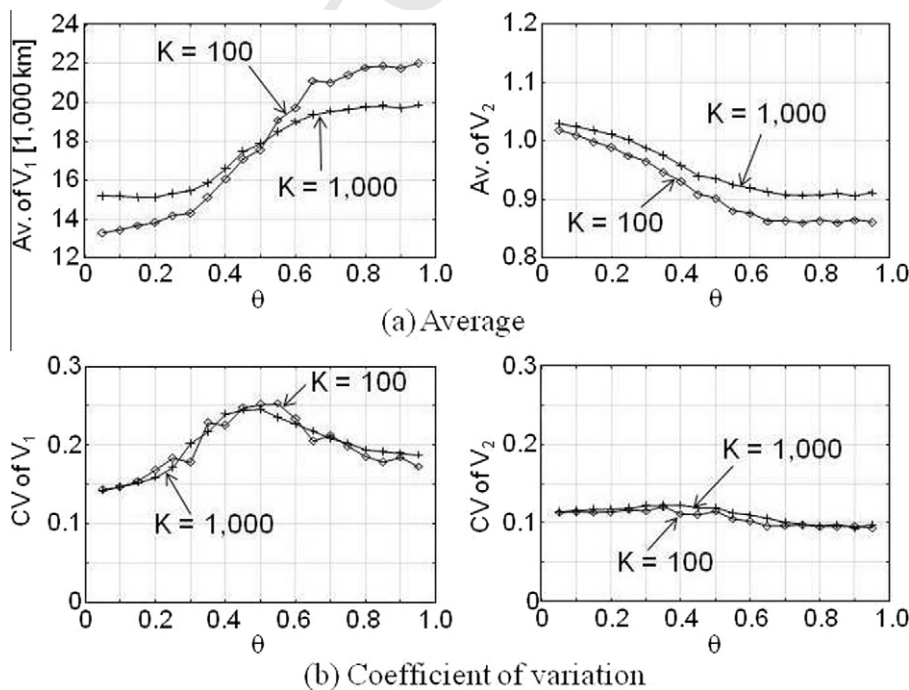 24
22
20
18
16
14
12
Av. of V1 [1,000 km]
K = 100
K = 1,000
0 0.2 0.4 0.6 0.8 1.0
θ
1.2
1.1
1.0
0.9
0.8
Av. of V2
K = 1,000
K = 100
0 0.2 0.4 0.6 0.8 1.0
θ
(a) Average
0.3
0.2
0.1
0
CV of V1
K = 100
K = 1,000
0 0.2 0.4 0.6 0.8 1.0
θ
0.3
0.2
0.1
0
CV of V2
K = 1,000
K = 100
0 0.2 0.4 0.6 0.8 1.0
θ
(b) Coefficient of variation